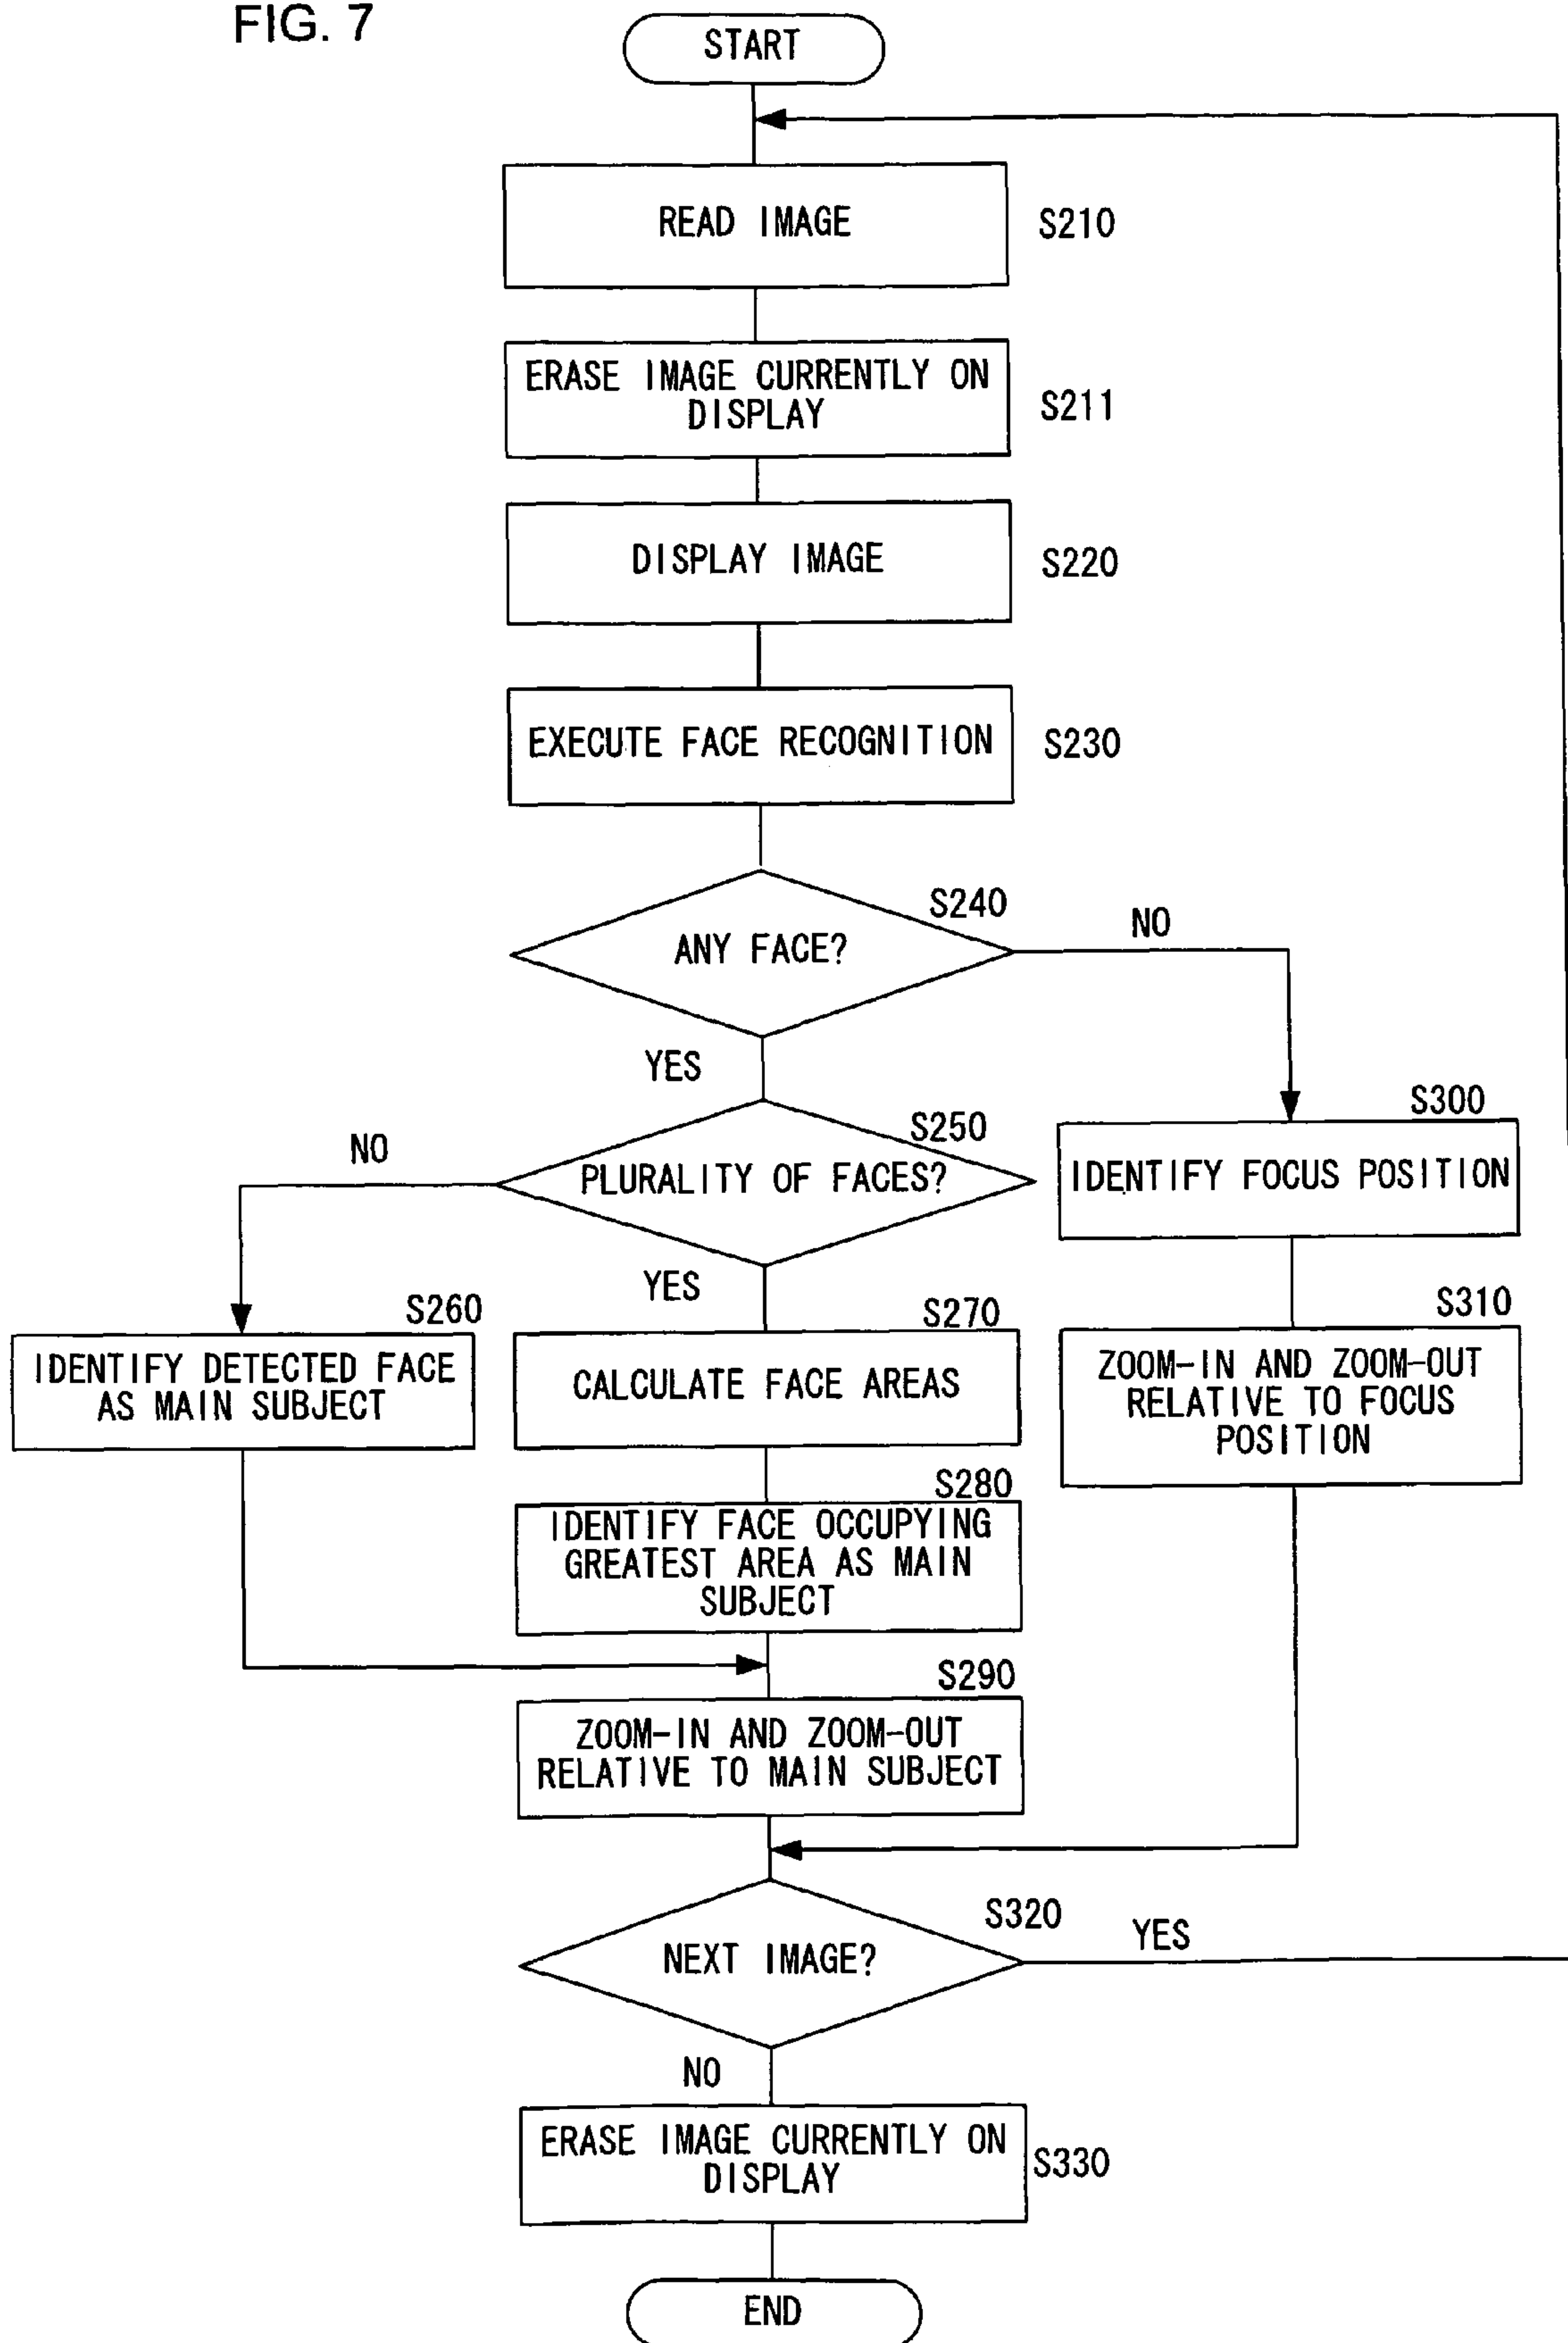 FIG. 7
START
READ IMAGE
S210
ERASE IMAGE CURRENTLY ON
DISPLAY
S211
DISPLAY IMAGE
S220
EXECUTE FACE RECOGNITION
S230
S240
ANY FACE?
NO
YES
S250
PLURALITY OF FACES?
NO
YES
S300
IDENTIFY FOCUS POSITION
S260
IDENTIFY DETECTED FACE
AS MAIN SUBJECT
S270
CALCULATE FACE AREAS
S310
ZOOM-IN AND ZOOM-OUT
RELATIVE TO FOCUS
POSITION
S280
IDENTIFY FACE OCCUPYING
GREATEST AREA AS MAIN
SUBJECT
S290
ZOOM-IN AND ZOOM-OUT
RELATIVE TO MAIN SUBJECT
S320
NEXT IMAGE?
YES
NO
ERASE IMAGE CURRENTLY ON
DISPLAY
S330
END